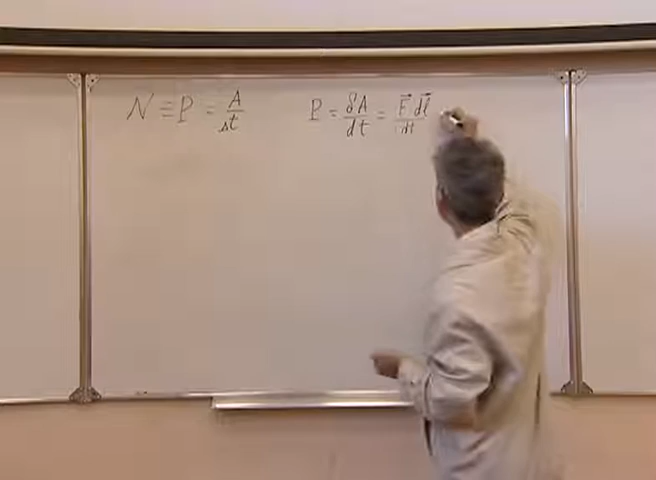 N ≡ P = A/Δt    P = δA/dt = F⃗ dl⃗/dt